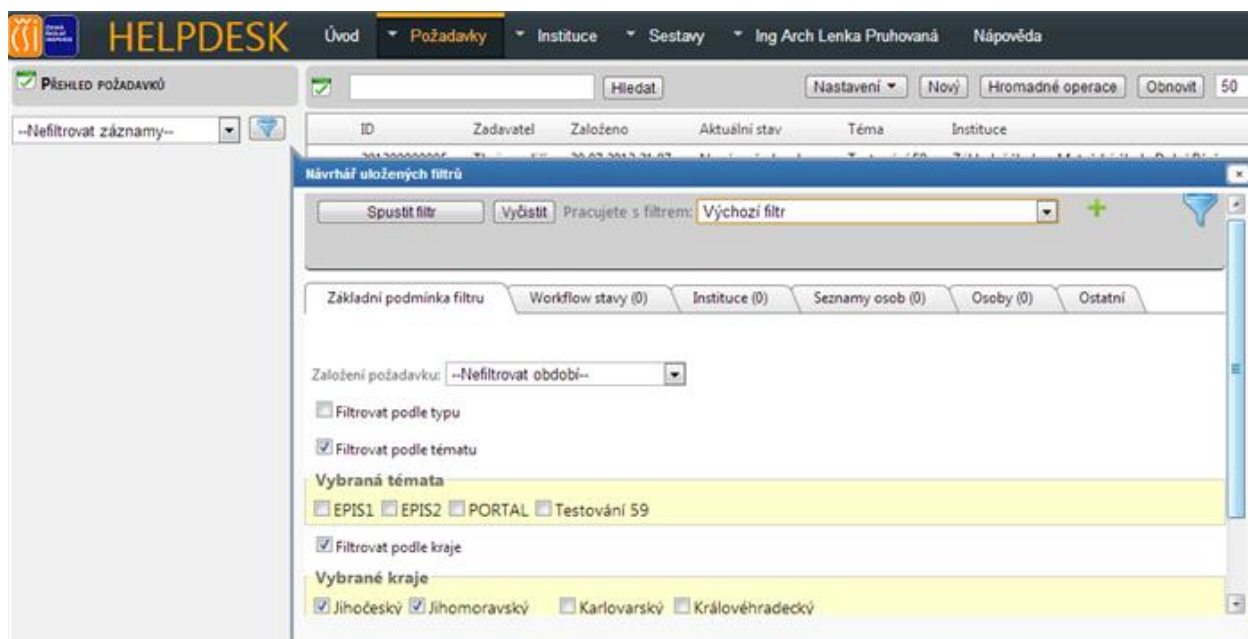 HELPDESK Úvod Požadavky Instituce Sestavy Ing Arch Lenka Pruhovaná Nápověda
Přehled požadavků Hledat Nastavení Nový Hromadné operace Obnovit 50
--Nefiltrovat záznamy-- ID Zadavatel Založeno Aktuální stav Téma Instituce
Návrhář uložených filtrů
Spustit filtr Vyčistit Pracujete s filtrem: Výchozí filtr
Základní podmínka filtru Workflow stavy (0) Instituce (0) Seznamy osob (0) Osoby (0) Ostatní
Založení požadavku: --Nefiltrovat období--
Filtrovat podle typu
Filtrovat podle tématu
Vybraná témata
EPIS1 EPIS2 PORTAL Testování 59
Filtrovat podle kraje
Vybrané kraje
Jihočeský Jihomoravský Karlovarský Královéhradecký